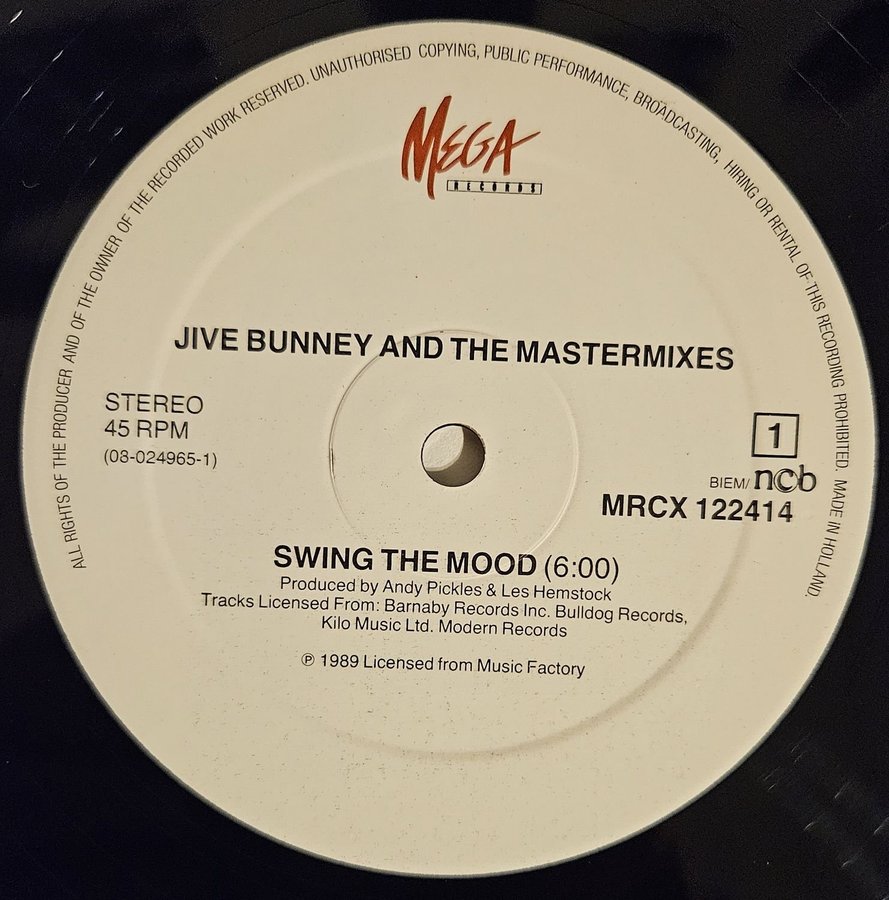 ALL RIGHTS OF THE PRODUCER AND OF THE OWNER OF THE RECORDED WORK RESERVED. UNAUTHORISED COPYING, PUBLIC PERFORMANCE, BROADCASTING, HIRING OR RENTAL OF THIS RECORDING PROHIBITED. MADE IN HOLLAND.
MEGA
RECORDS
JIVE BUNNEY AND THE MASTERMIXES
STEREO
45 RPM
(08-024965-1)
1
BIEM/ncb
MRCX 122414
SWING THE MOOD (6:00)
Produced by Andy Pickles & Les Hemstock
Tracks Licensed From: Barnaby Records Inc. Bulldog Records,
Kilo Music Ltd. Modern Records
℗ 1989 Licensed from Music Factory